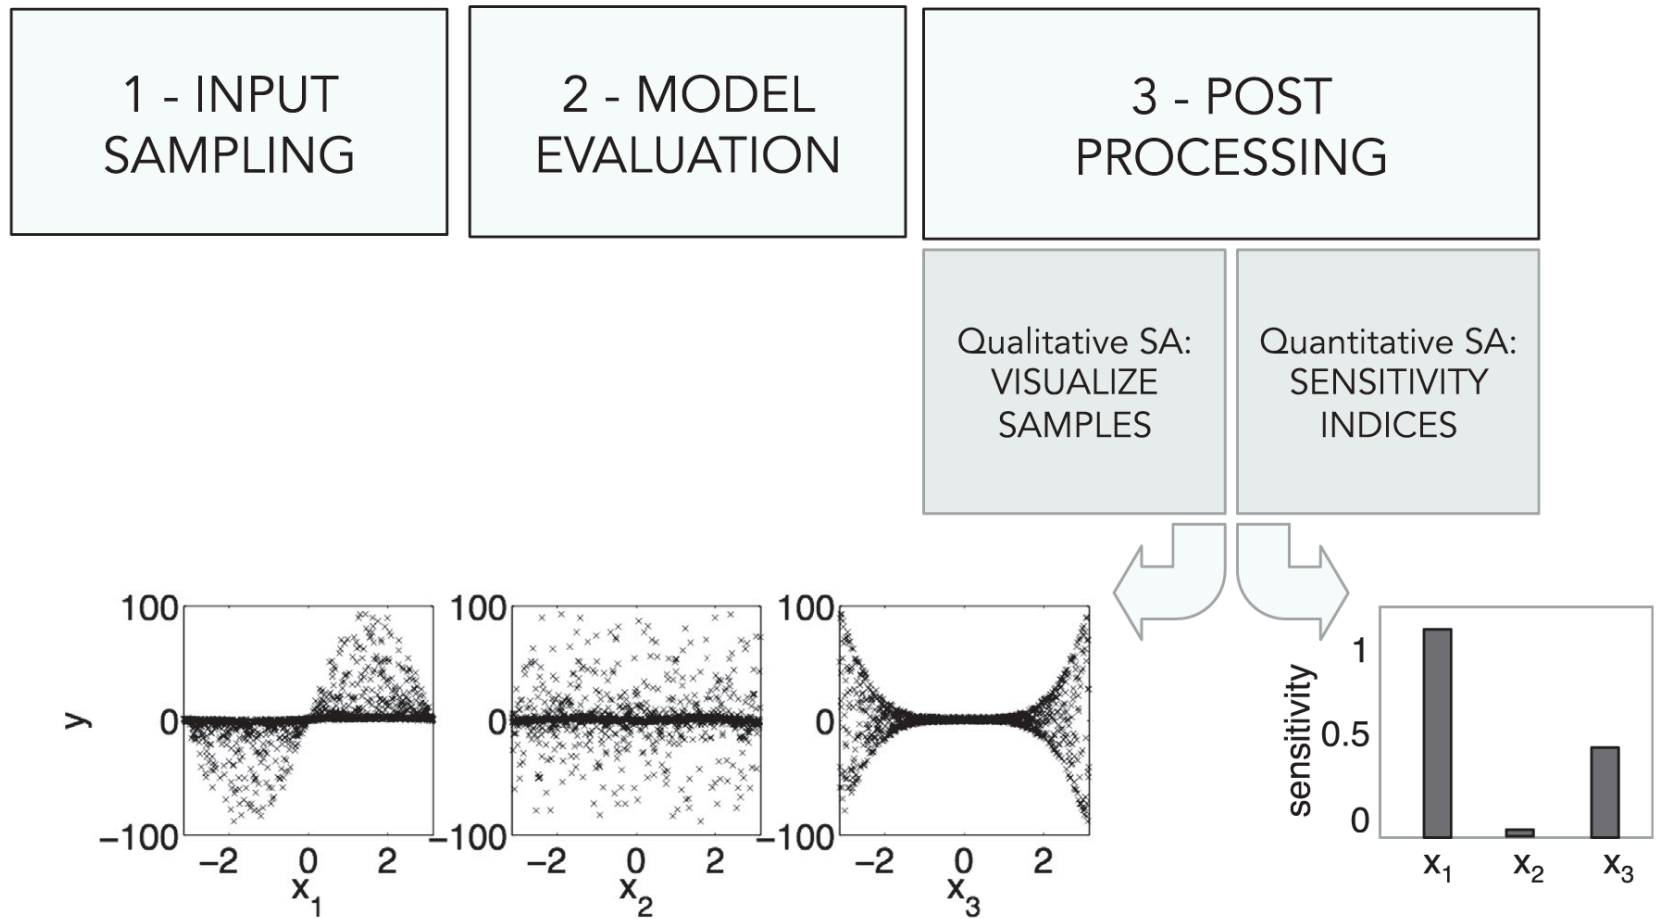 1 - INPUT
SAMPLING
2 - MODEL
EVALUATION
3 - POST
PROCESSING
Qualitative SA:
VISUALIZE
SAMPLES
Quantitative SA:
SENSITIVITY
INDICES
y
100
0
−100
−2 0 2
x₁
100
0
−100
−2 0 2
x₂
100
0
−100
−2 0 2
x₃
sensitivity
1
0.5
0
x₁ x₂ x₃